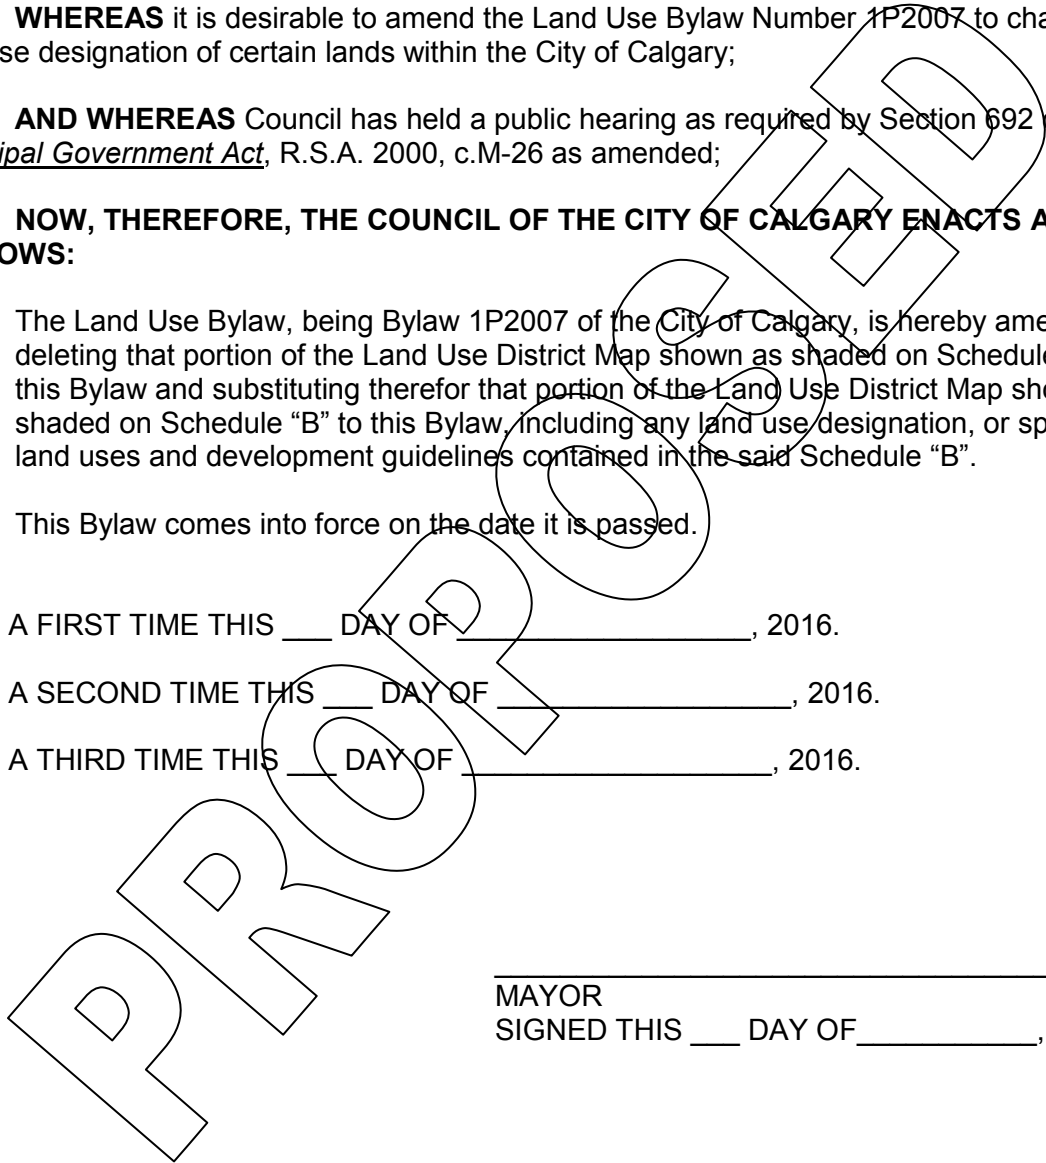 WHEREAS it is desirable to amend the Land Use Bylaw Number 1P2007 to cha
se designation of certain lands within the City of Calgary;
AND WHEREAS Council has held a public hearing as required by Section 692
ipal Government Act, R.S.A. 2000, c.M-26 as amended;
NOW, THEREFORE, THE COUNCIL OF THE CITY OF CALGARY ENACTS A
OWS:
The Land Use Bylaw, being Bylaw 1P2007 of the City of Calgary, is hereby ame
deleting that portion of the Land Use District Map shown as shaded on Schedule
this Bylaw and substituting therefor that portion of the Land Use District Map sho
shaded on Schedule “B” to this Bylaw, including any land use designation, or sp
land uses and development guidelines contained in the said Schedule “B”.
This Bylaw comes into force on the date it is passed.
A FIRST TIME THIS ___ DAY OF __________________, 2016.
A SECOND TIME THIS ___ DAY OF __________________, 2016.
A THIRD TIME THIS ___ DAY OF ___________________, 2016.
__________________________________
MAYOR
SIGNED THIS ___ DAY OF___________,
PROPOSED